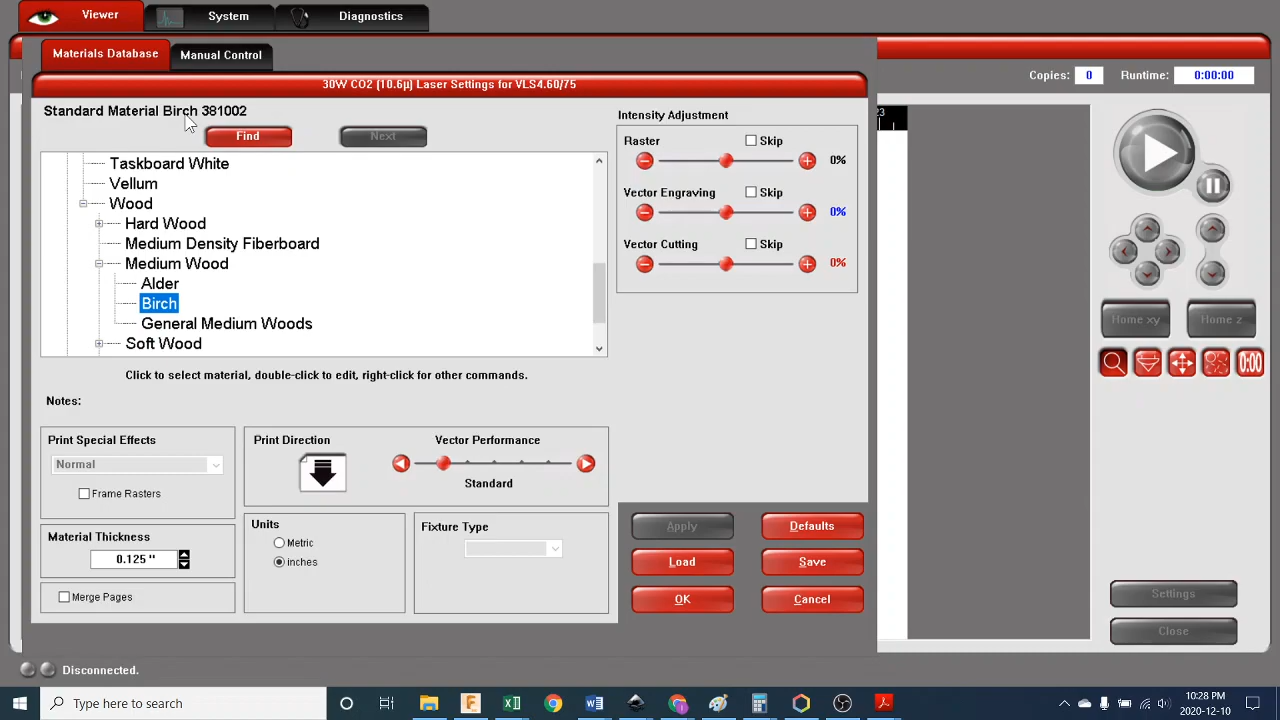 Viewer
System
Diagnostics
Materials Database
Manual Control
30W CO2 (10.6µ) Laser Settings for VLS4.60/75
Standard Material Birch 381002
Find
Next
Taskboard White
Vellum
Wood
Hard Wood
Medium Density Fiberboard
Medium Wood
Alder
Birch
General Medium Woods
Soft Wood
Click to select material, double-click to edit, right-click for other commands.
Notes:
Intensity Adjustment
Raster
Skip
0%
Vector Engraving
Skip
0%
Vector Cutting
Skip
0%
Print Special Effects
Normal
Frame Rasters
Material Thickness
0.125 "
Merge Pages
Print Direction
Vector Performance
Standard
Units
Metric
inches
Fixture Type
Apply
Defaults
Load
Save
OK
Cancel
Copies: 0
Runtime: 0:00:00
23
Home xy
Home z
0:00
Settings
Close
Disconnected.
Type here to search
10:28 PM
2020-12-10